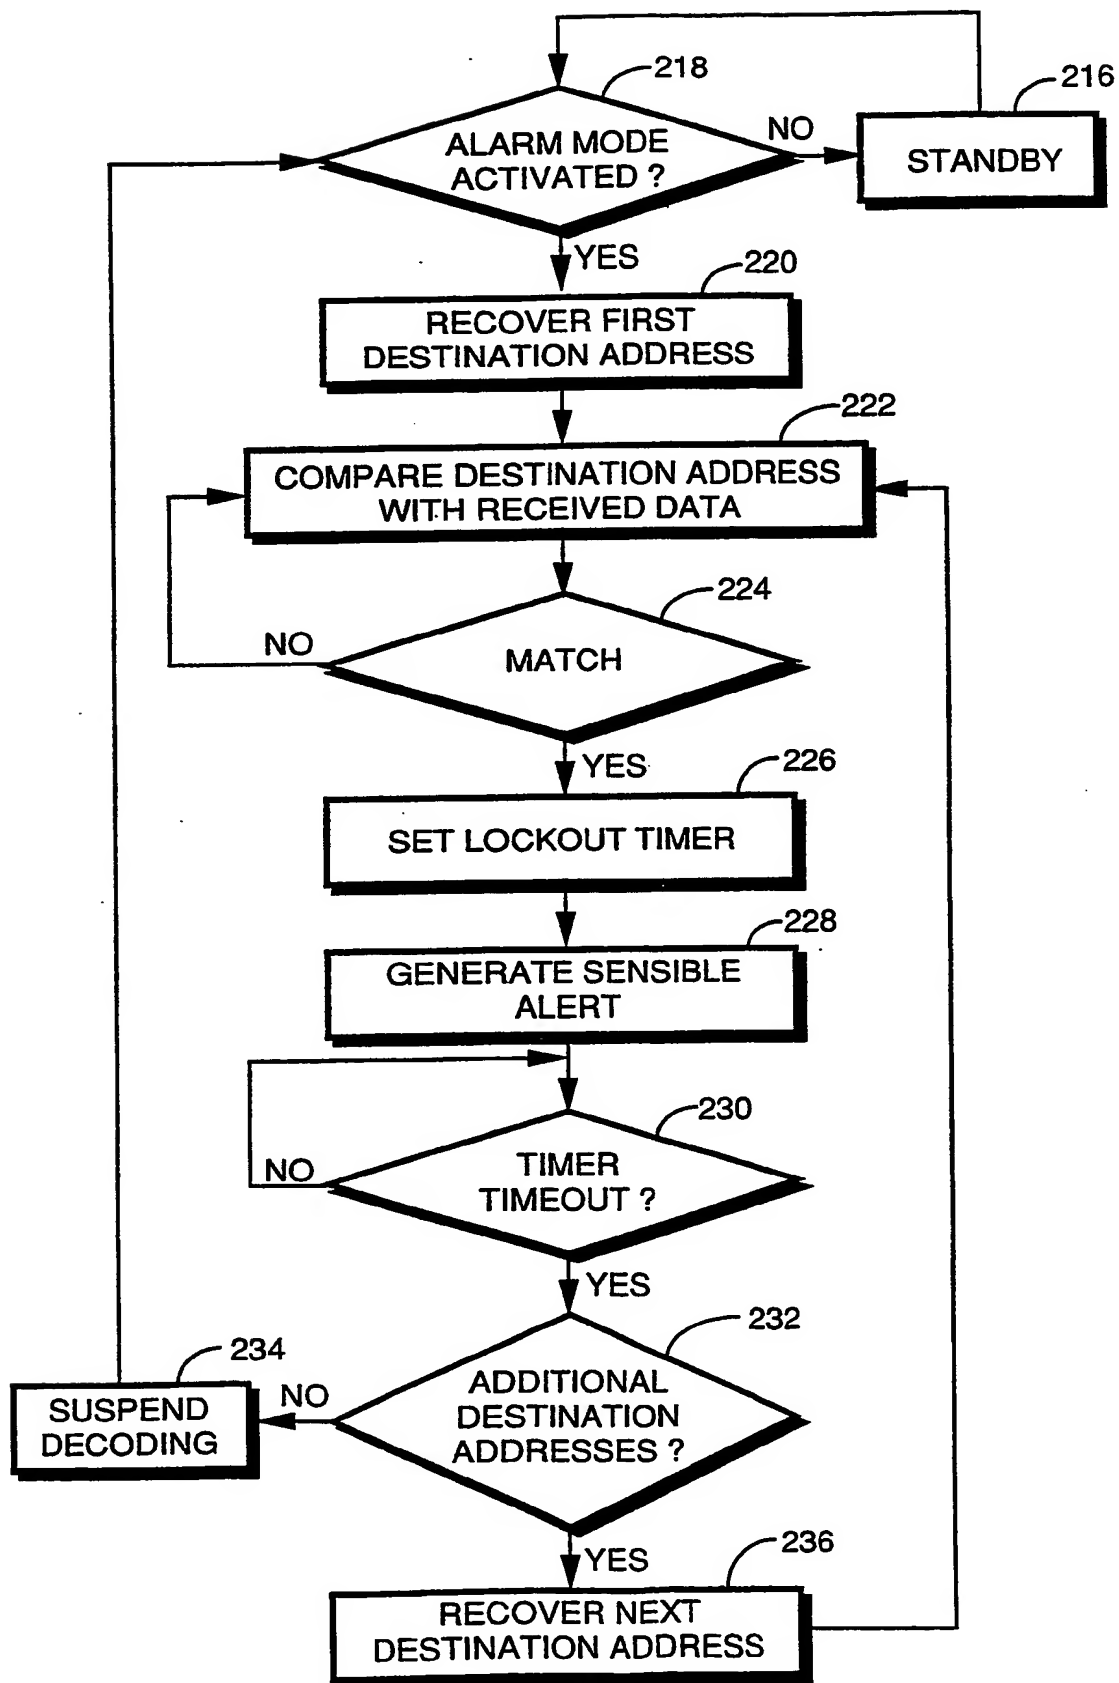 218
216
ALARM MODE
ACTIVATED ?
NO
STANDBY
YES
220
RECOVER FIRST
DESTINATION ADDRESS
222
COMPARE DESTINATION ADDRESS
WITH RECEIVED DATA
224
NO
MATCH
YES
226
SET LOCKOUT TIMER
228
GENERATE SENSIBLE
ALERT
230
NO
TIMER
TIMEOUT ?
YES
232
234
NO
ADDITIONAL
DESTINATION
ADDRESSES ?
SUSPEND
DECODING
YES
236
RECOVER NEXT
DESTINATION ADDRESS